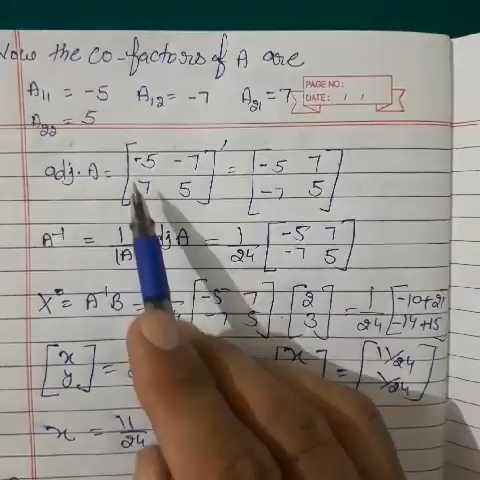 Now the co-factors of A are
A₁₁ = -5 A₁₂ = -7 A₂₁ = 7
PAGE NO:
DATE: / /
A₂₂ = 5
adj. A = [-5 -7; 7 5]' = [-5 7; -7 5]
A⁻¹ = 1/|A| adj A = 1/24 [-5 7; -7 5]
X = A⁻¹B = [-5 7; -7 5] · [2; 3] = 1/24 [-10+21; -14+15]
[x; y] = [x = [11/24; 1/24]
x = 11/24